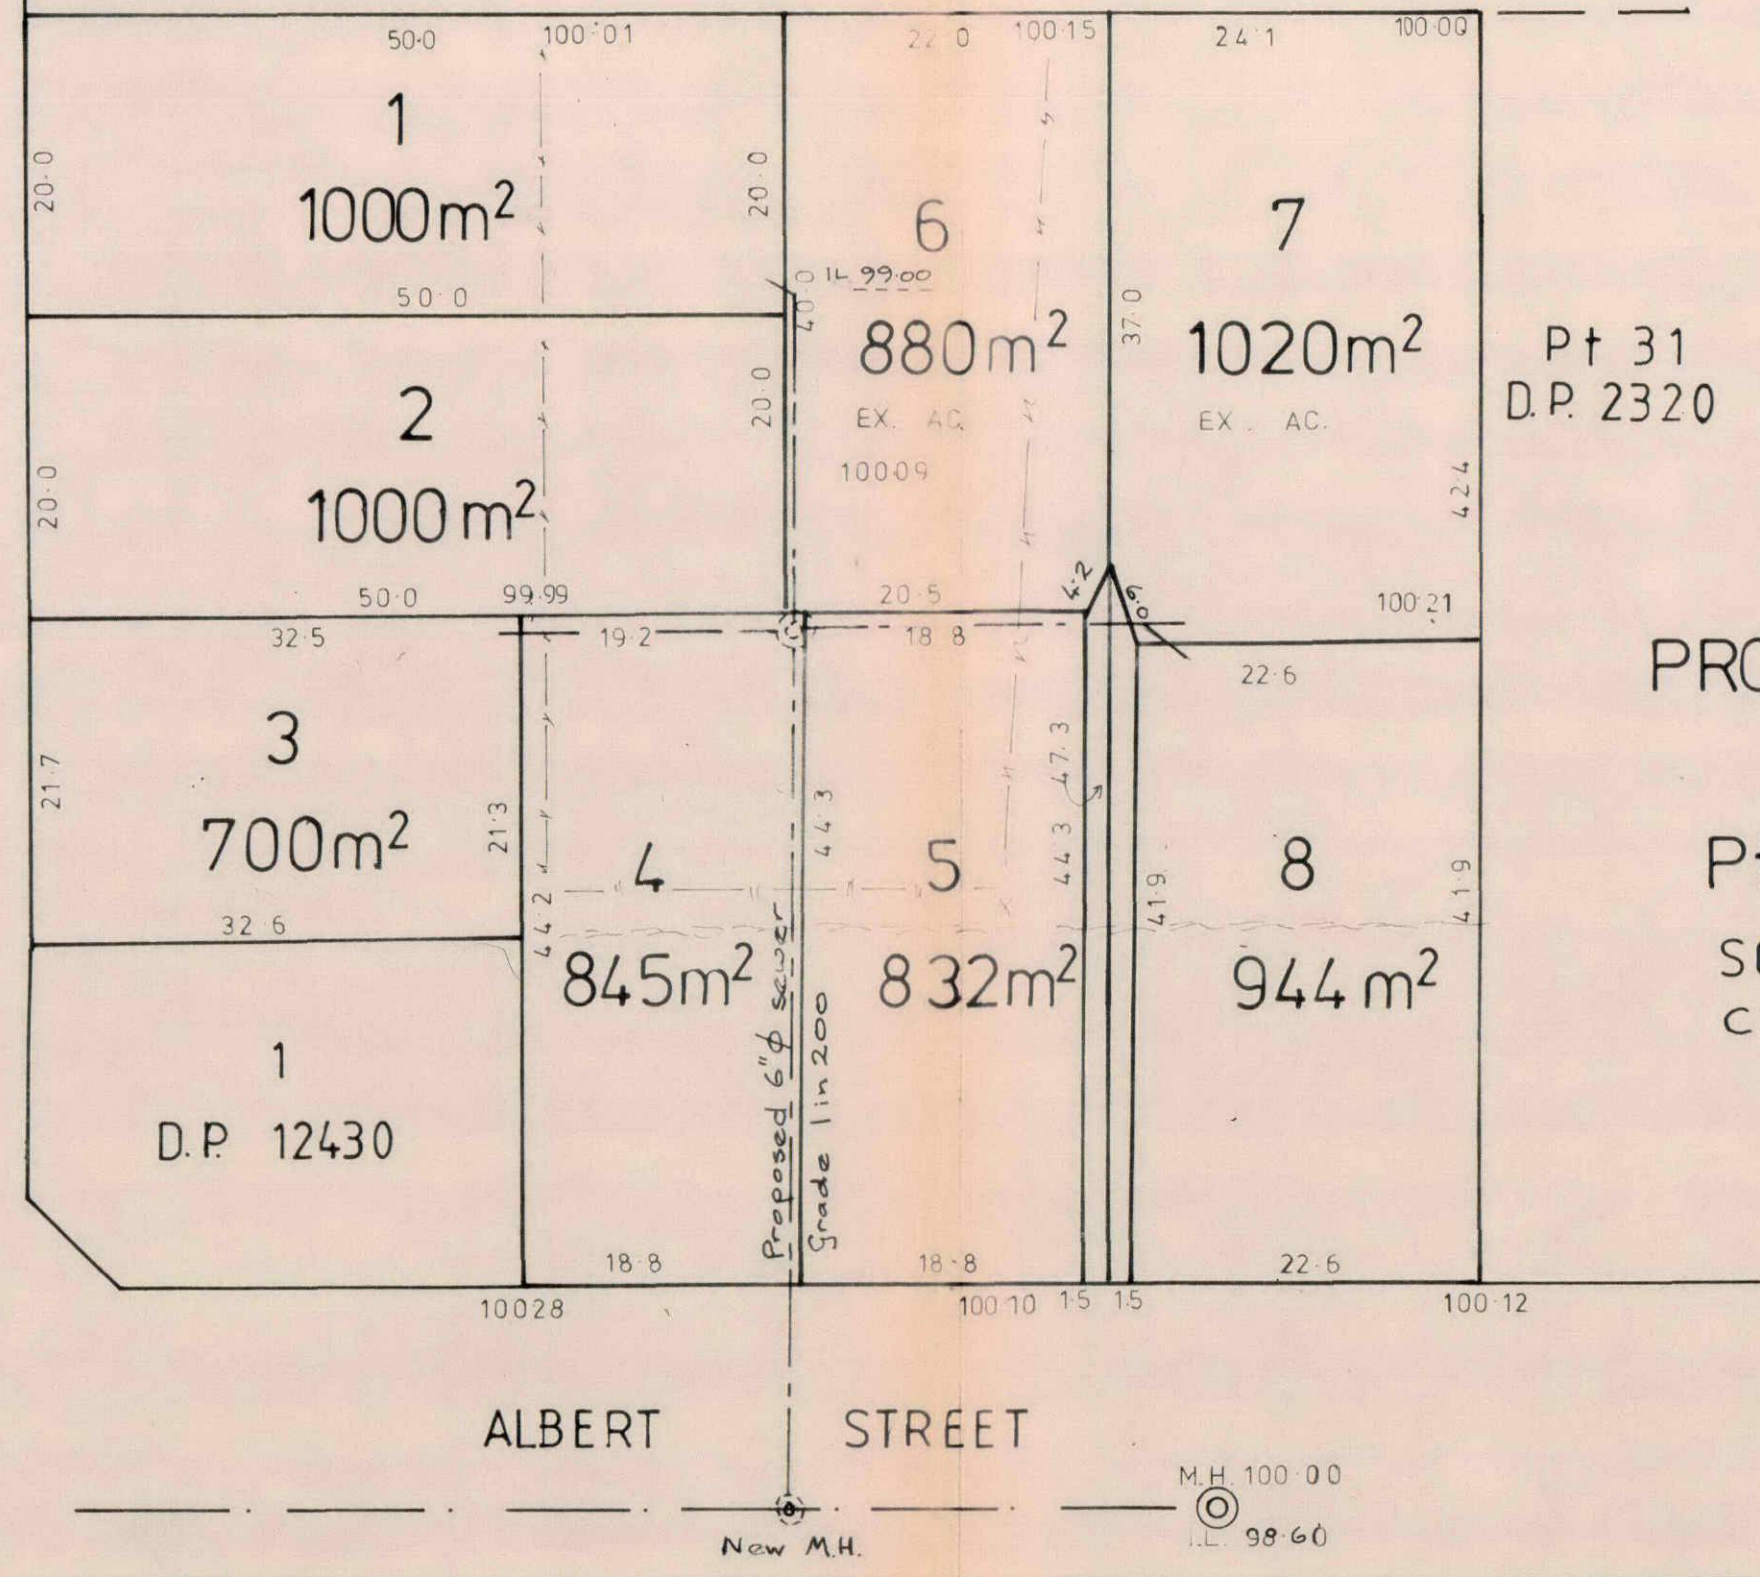 50·0 100·01 22·0 100·15 24·1 100·00
1
20·0
1000m²
20·0
6
7
50·0
40·0
IL 99·00
880m²
37·0
1020m²
Pt 31
D.P. 2320
2
20·0
EX. AC.
EX. AC.
10009
20·0
1000m²
42·4
50·0 99·99 20·5 4·2 6·0 100·21
32·5 19·2 18·8
22·6
PRO
3
21·7
700m²
21·3
44·3
44·3 47·3
4
5
8
41·9
41·9
32·6
44·2
845m²
832m²
944m²
1
D.P. 12430
Proposed 6"φ sewer
Grade 1 in 200
18·8 18·8 22·6
10028 100·10 1·5 1·5 100·12
ALBERT STREET
M.H. 100·00
I.L. 98·60
New M.H.